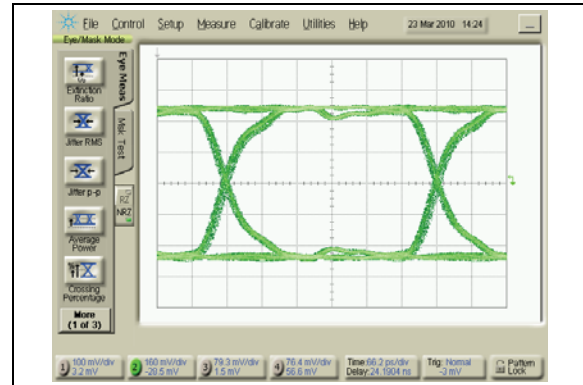 File Control Setup Measure Calibrate Utilities Help 23 Mar 2010 14:24
Eye/Mask Mode
Eye Meas
Msk Test
Extinction
Ratio
Jitter RMS
Jitter p-p
RZ
NRZ
Average
Power
Crossing
Percentage
More
(1 of 3)
1) 100 mV/div
3.2 mV
2) 160 mV/div
-28.5 mV
3) 79.3 mV/div
1.5 mV
4) 76.4 mV/div
56.6 mV
Time:66.2 ps/div
Delay:24.1904 ns
Trig: Normal
-3 mV
Pattern
Lock